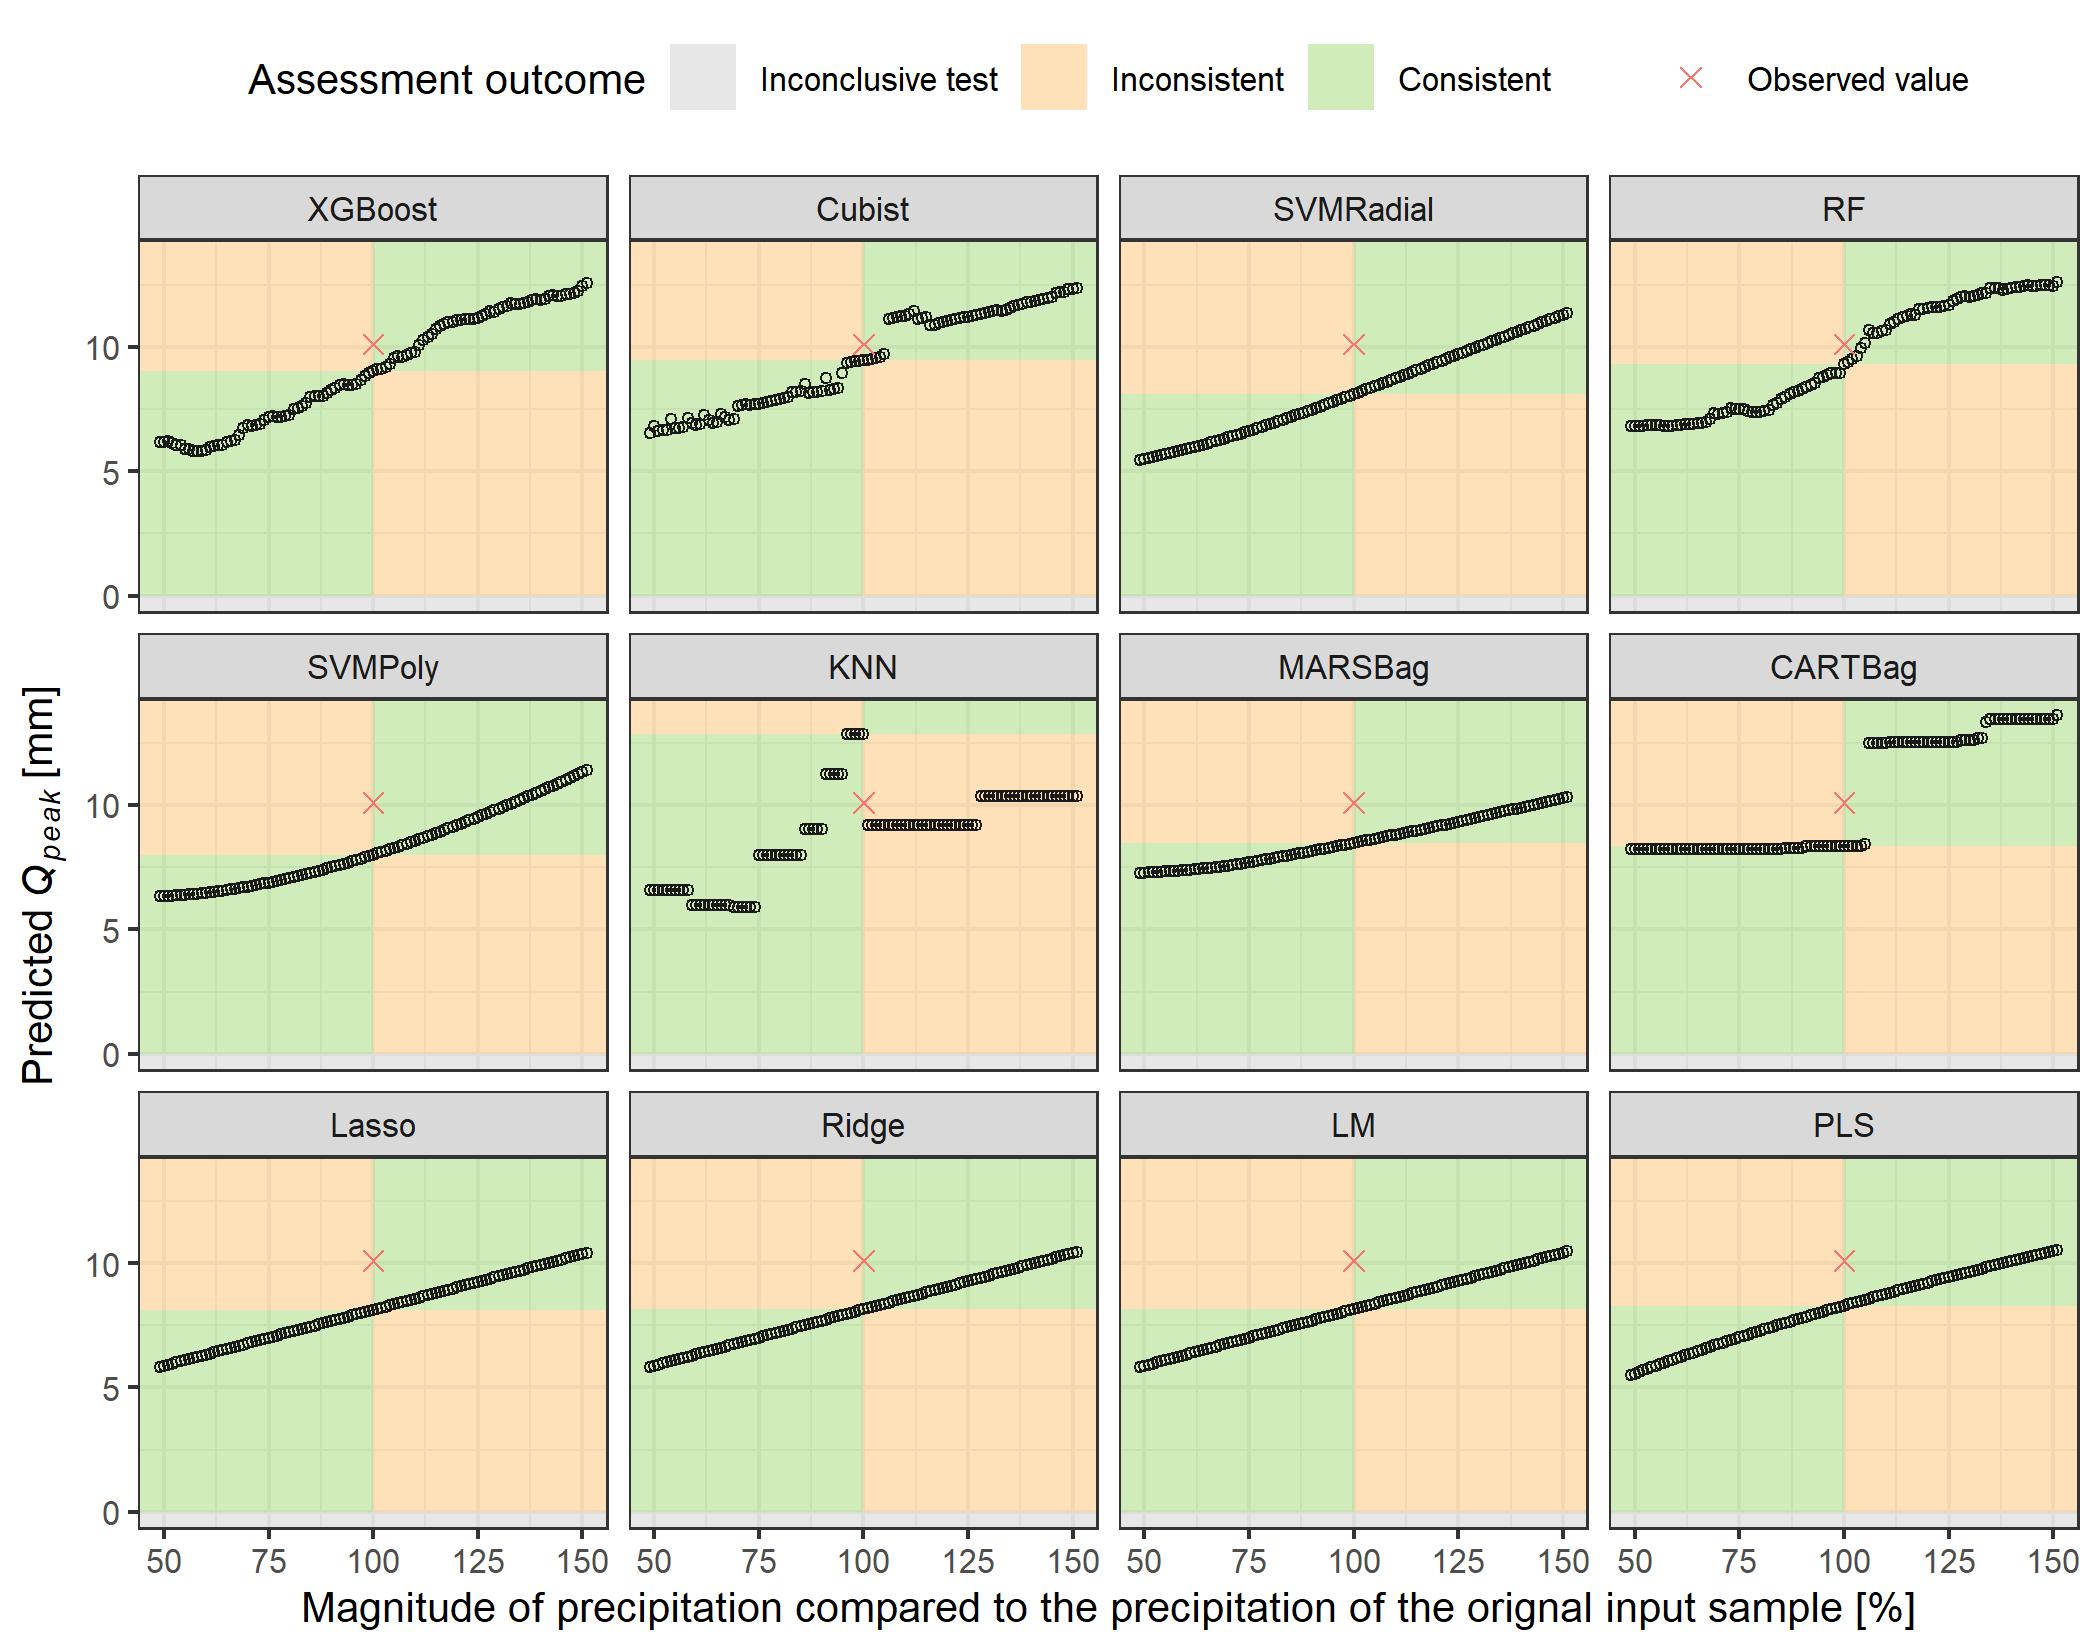 Assessment outcome Inconclusive test Inconsistent Consistent Observed value
XGBoost Cubist SVMRadial RF
10
5
0
SVMPoly KNN MARSBag CARTBag
10
5
0
Lasso Ridge LM PLS
10
5
0
50 75 100 125 150 50 75 100 125 150 50 75 100 125 150 50 75 100 125 150
Predicted Qpeak [mm]
Magnitude of precipitation compared to the precipitation of the orignal input sample [%]